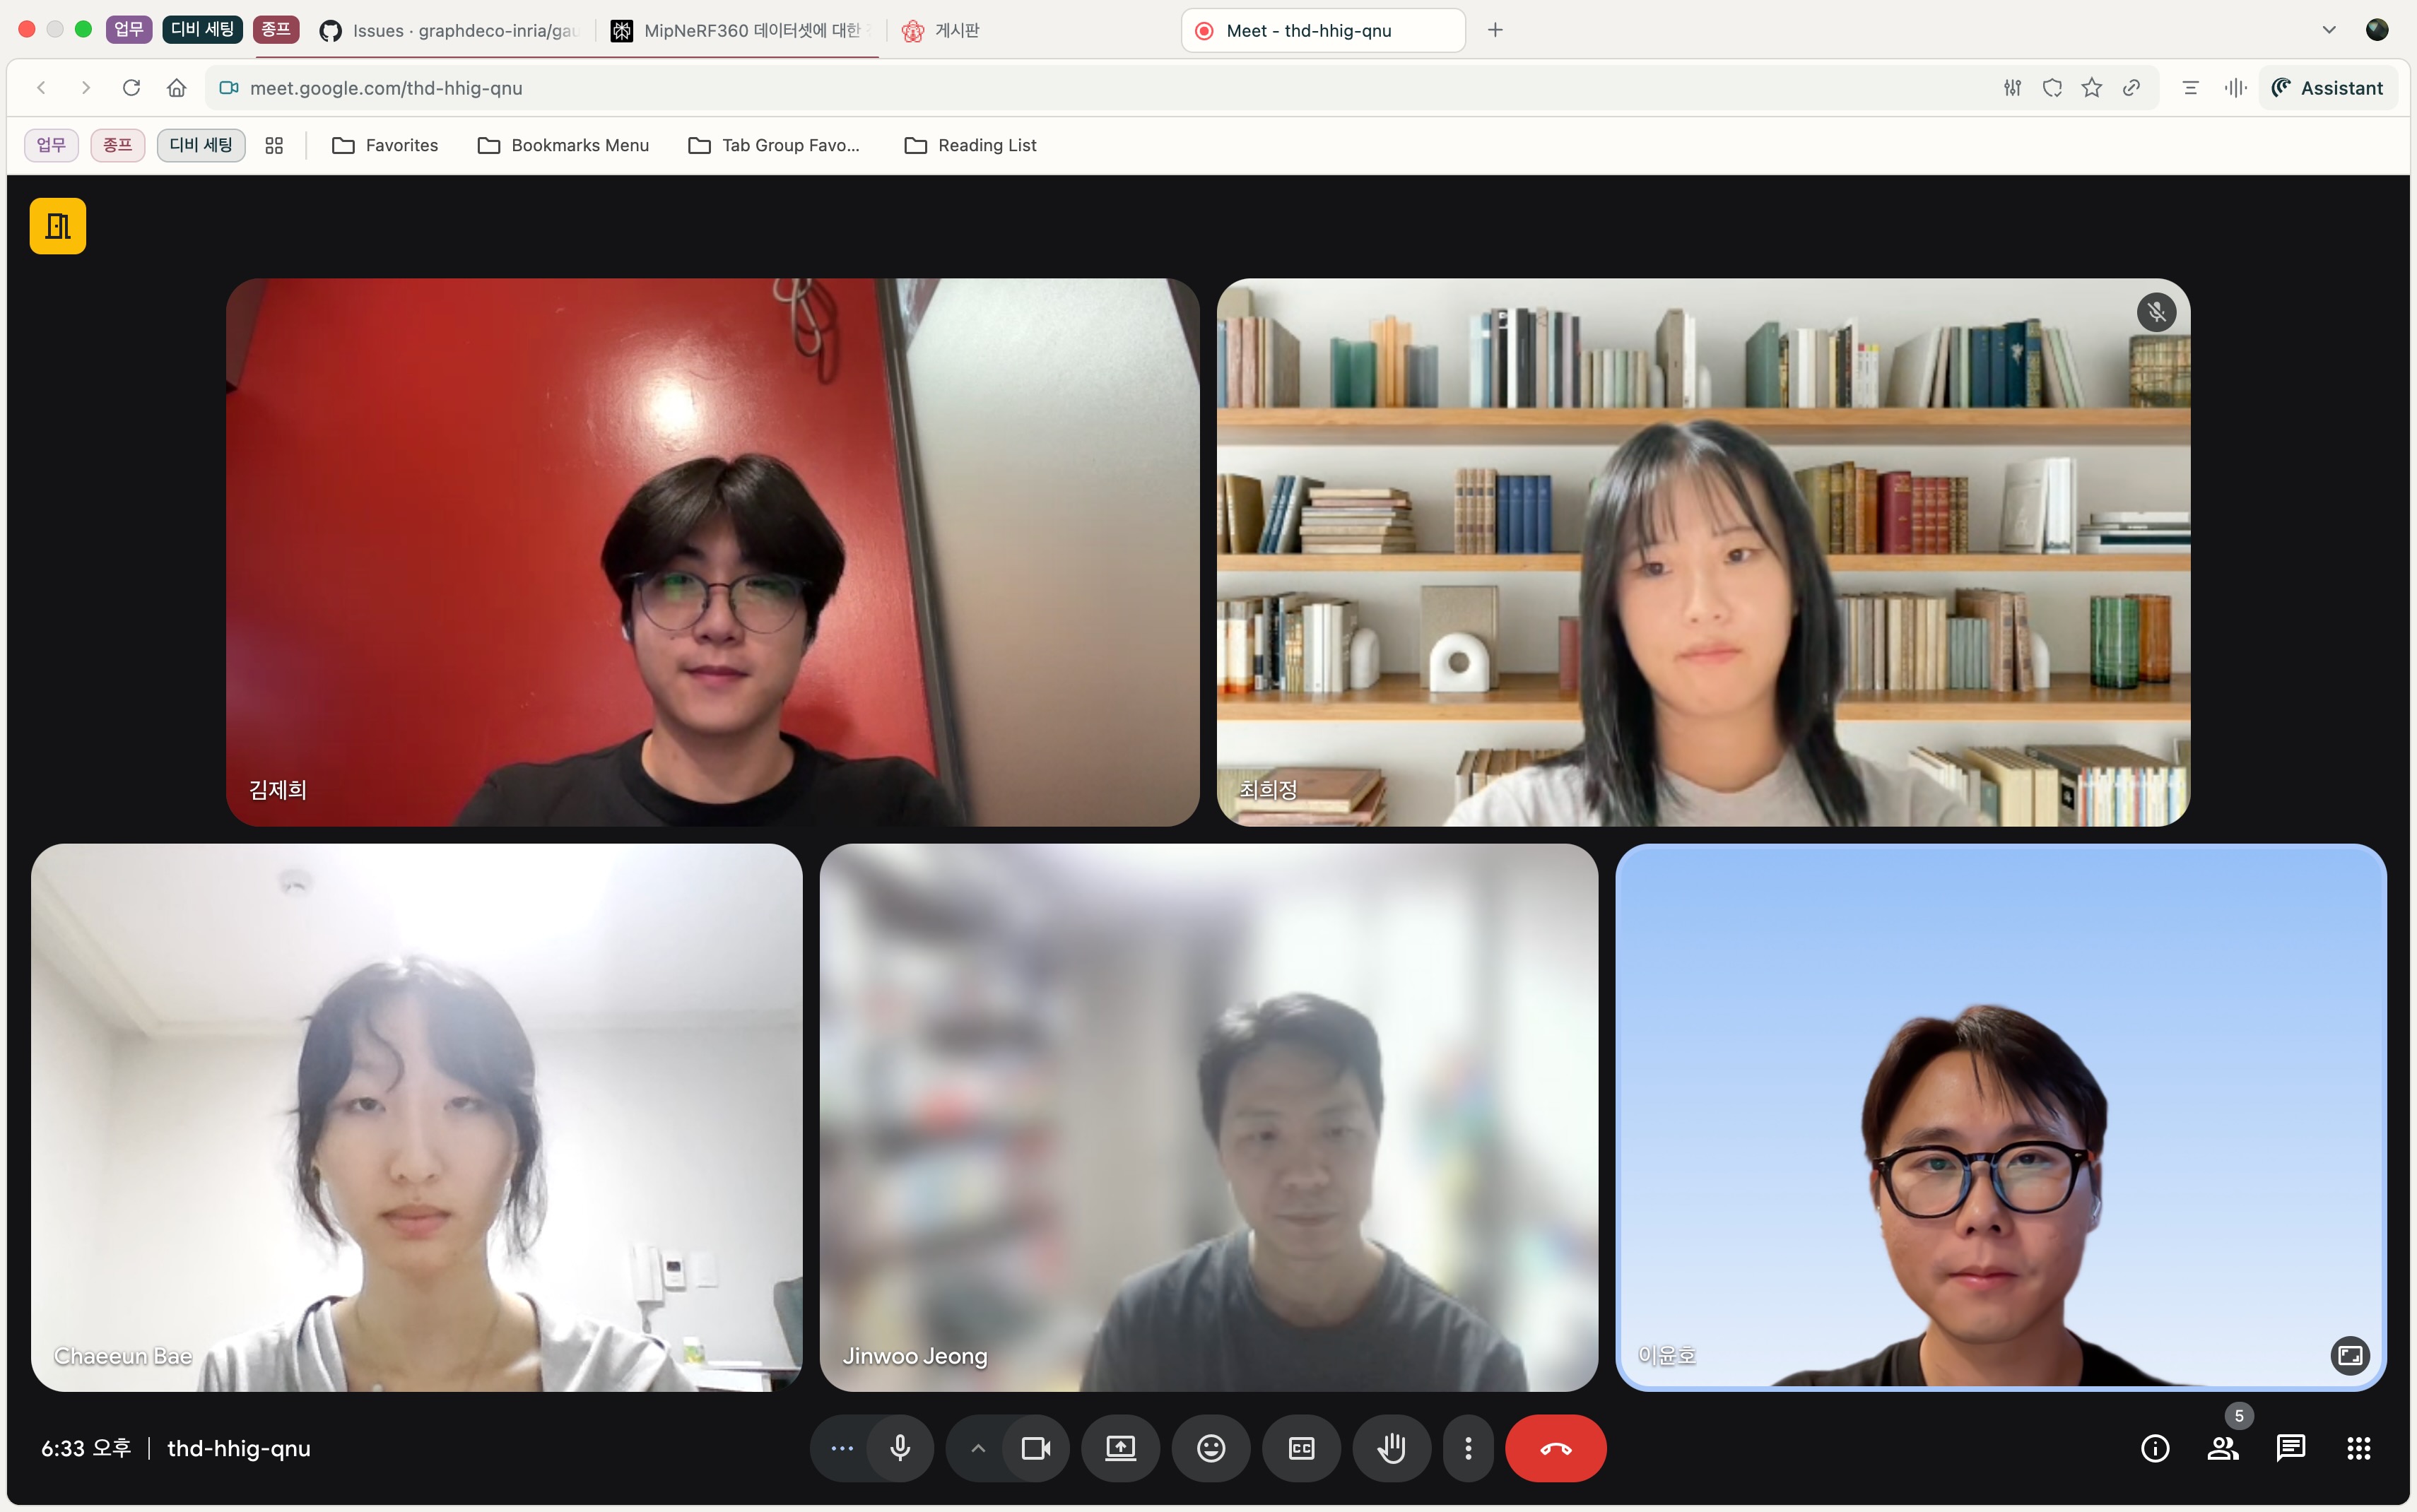 업무 디비 세팅 종프 Issues · graphdeco-inria/gau MipNeRF360 데이터셋에 대한 게시판 Meet - thd-hhig-qnu
meet.google.com/thd-hhig-qnu Assistant
업무 종프 디비 세팅 Favorites Bookmarks Menu Tab Group Favo... Reading List
김제희
최희정
Chaeeun Bae
Jinwoo Jeong
이윤호
5
6:33 오후 thd-hhig-qnu CC